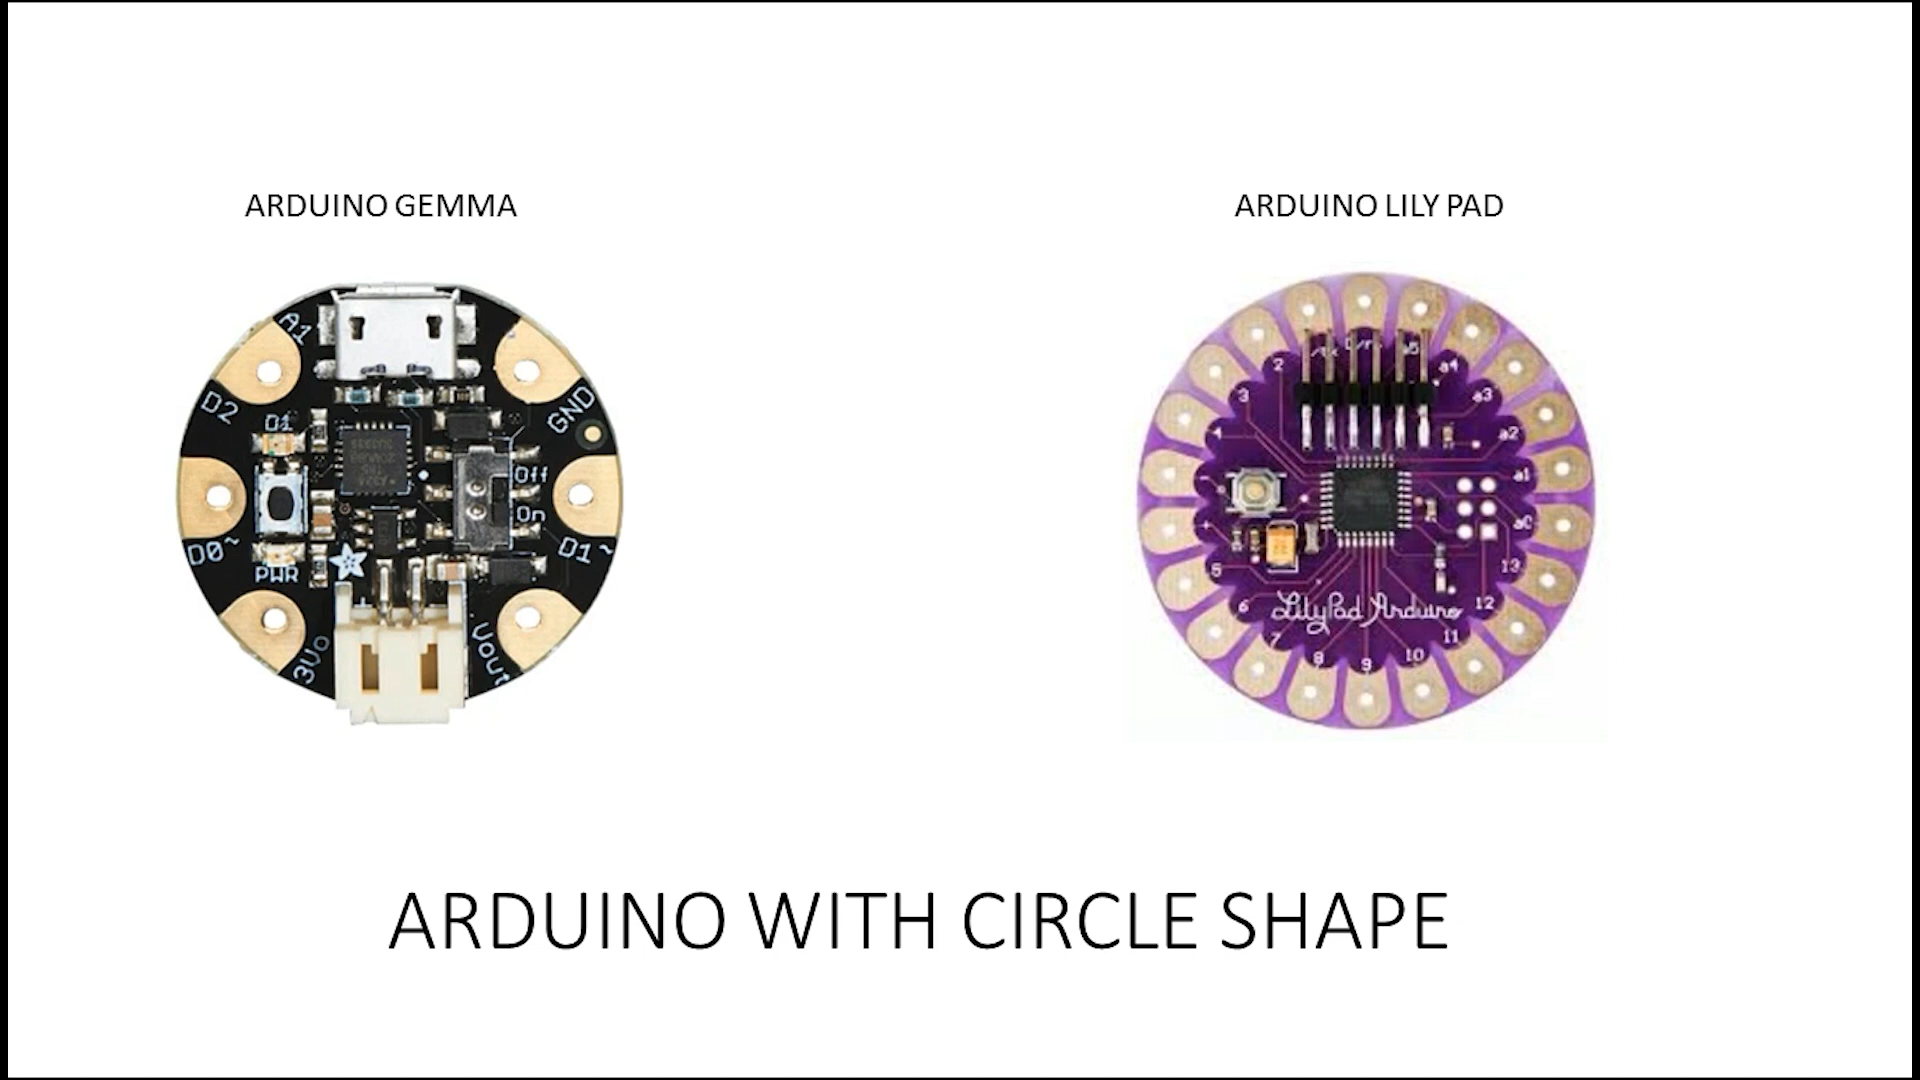 ARDUINO GEMMA
ARDUINO LILY PAD
A1
D2
D1
GND
Off
On
D0~
PWR
D1~
3Vo
Vout
2
3
4
-
+
5
6
7
8
9
10
11
12
13
a0
a1
a2
a3
a4
a5
LilyPad Arduino
ARDUINO WITH CIRCLE SHAPE